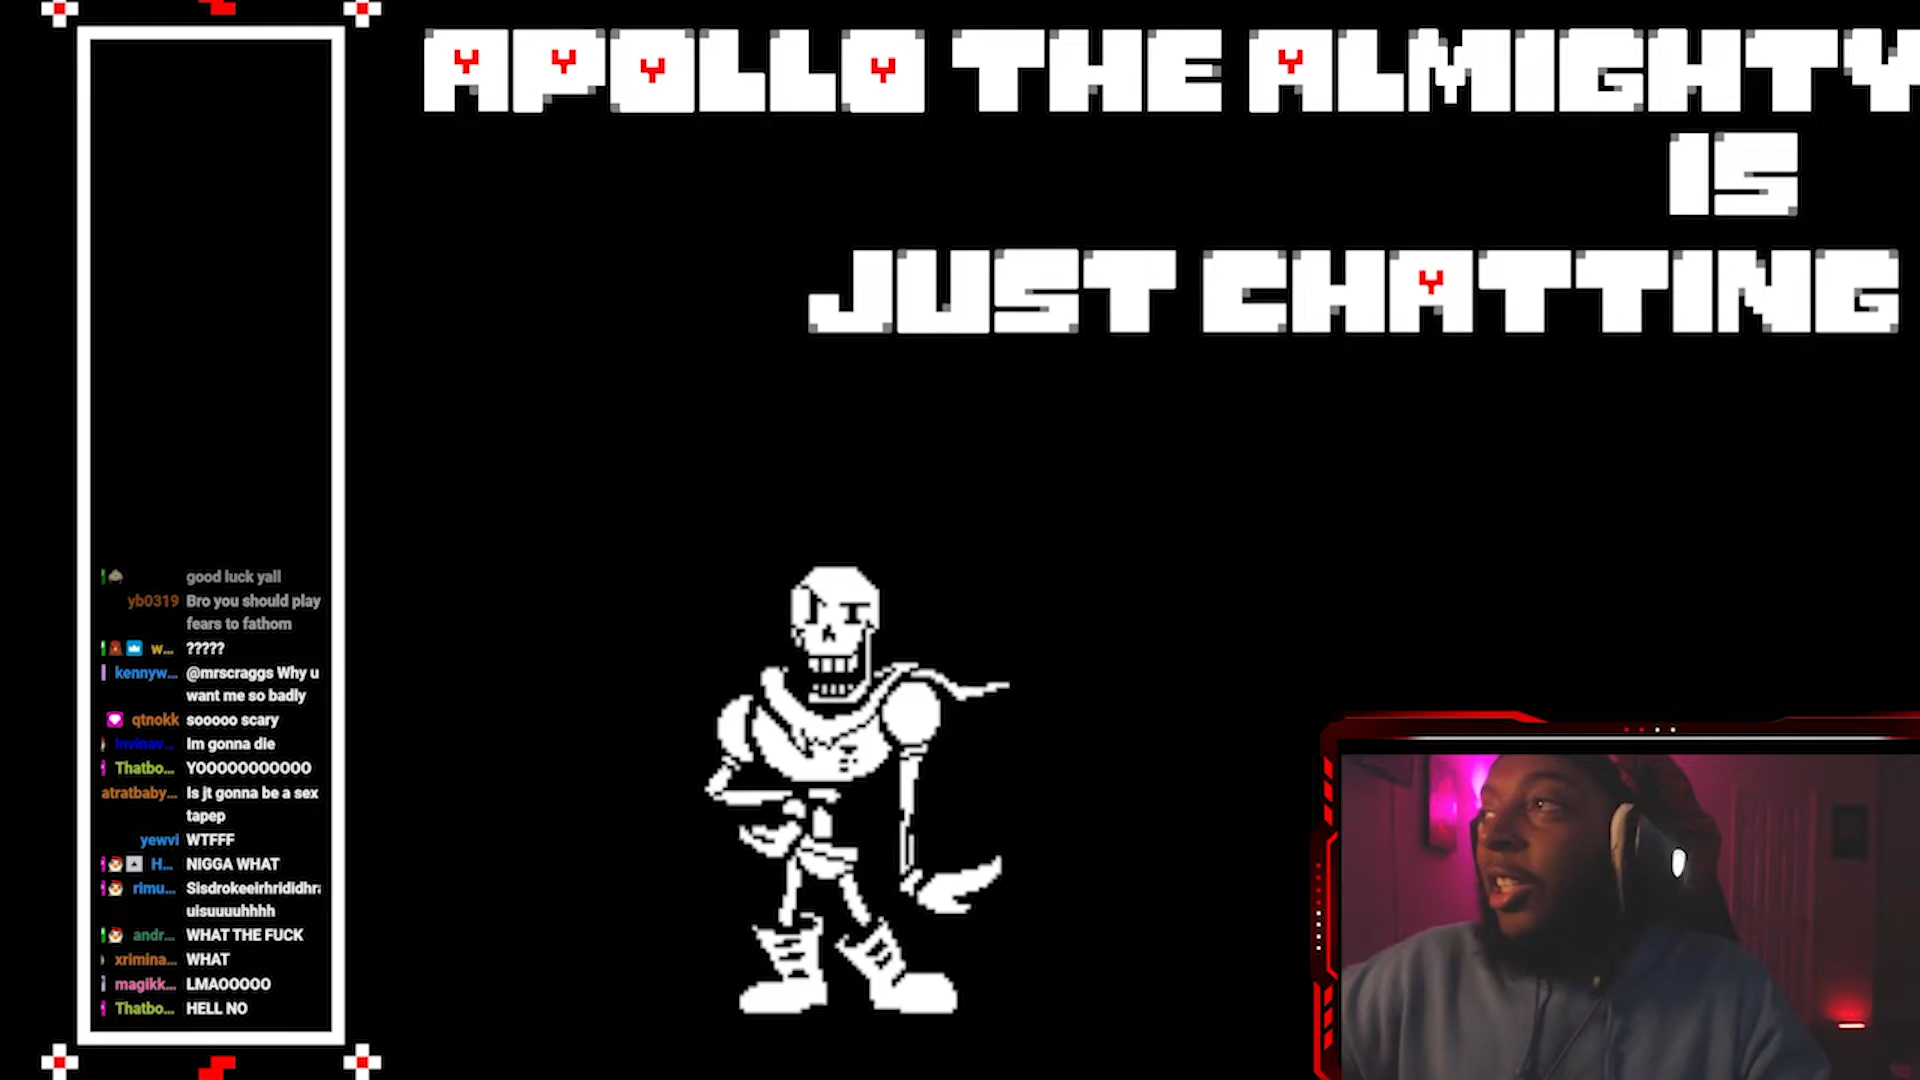 APOLLO THE ALMIGHTY
IS
JUST CHATTING
good luck yall
yb0319 Bro you should play
fears to fathom
w... ?????
kennyw... @mrscraggs Why u
want me so badly
qtnokk sooooo scary
invinav... Im gonna die
Thatbo... YOOOOOOOOOOO
atratbaby... Is jt gonna be a sex
tapep
yewvi WTFFF
H... NIGGA WHAT
rimu... Sisdrokeeirhrididhra
uisuuuuhhhh
andr... WHAT THE FUCK
xrimina... WHAT
magikk... LMAOOOOO
Thatbo... HELL NO